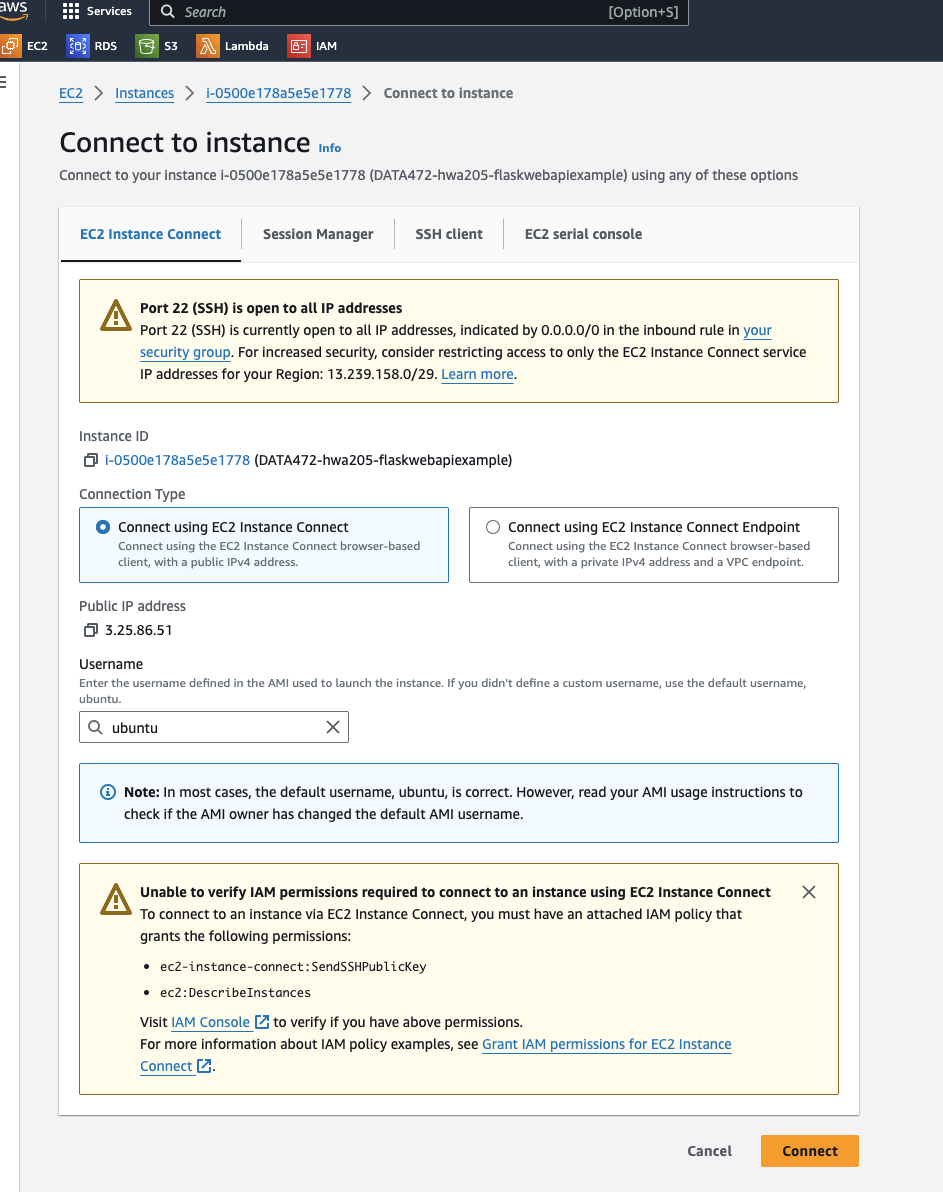 aws
Services
Search
[Option+S]
EC2
RDS
S3
Lambda
IAM
EC2 > Instances > i-0500e178a5e5e1778 > Connect to instance
Connect to instance Info
Connect to your instance i-0500e178a5e5e1778 (DATA472-hwa205-flaskwebapiexample) using any of these options
EC2 Instance Connect
Session Manager
SSH client
EC2 serial console
Port 22 (SSH) is open to all IP addresses
Port 22 (SSH) is currently open to all IP addresses, indicated by 0.0.0.0/0 in the inbound rule in your
security group. For increased security, consider restricting access to only the EC2 Instance Connect service
IP addresses for your Region: 13.239.158.0/29. Learn more.
Instance ID
i-0500e178a5e5e1778 (DATA472-hwa205-flaskwebapiexample)
Connection Type
Connect using EC2 Instance Connect
Connect using the EC2 Instance Connect browser-based
client, with a public IPv4 address.
Connect using EC2 Instance Connect Endpoint
Connect using the EC2 Instance Connect browser-based
client, with a private IPv4 address and a VPC endpoint.
Public IP address
3.25.86.51
Username
Enter the username defined in the AMI used to launch the instance. If you didn't define a custom username, use the default username,
ubuntu.
ubuntu
Note: In most cases, the default username, ubuntu, is correct. However, read your AMI usage instructions to
check if the AMI owner has changed the default AMI username.
Unable to verify IAM permissions required to connect to an instance using EC2 Instance Connect
To connect to an instance via EC2 Instance Connect, you must have an attached IAM policy that
grants the following permissions:
• ec2-instance-connect:SendSSHPublicKey
• ec2:DescribeInstances
Visit IAM Console to verify if you have above permissions.
For more information about IAM policy examples, see Grant IAM permissions for EC2 Instance
Connect .
Cancel
Connect